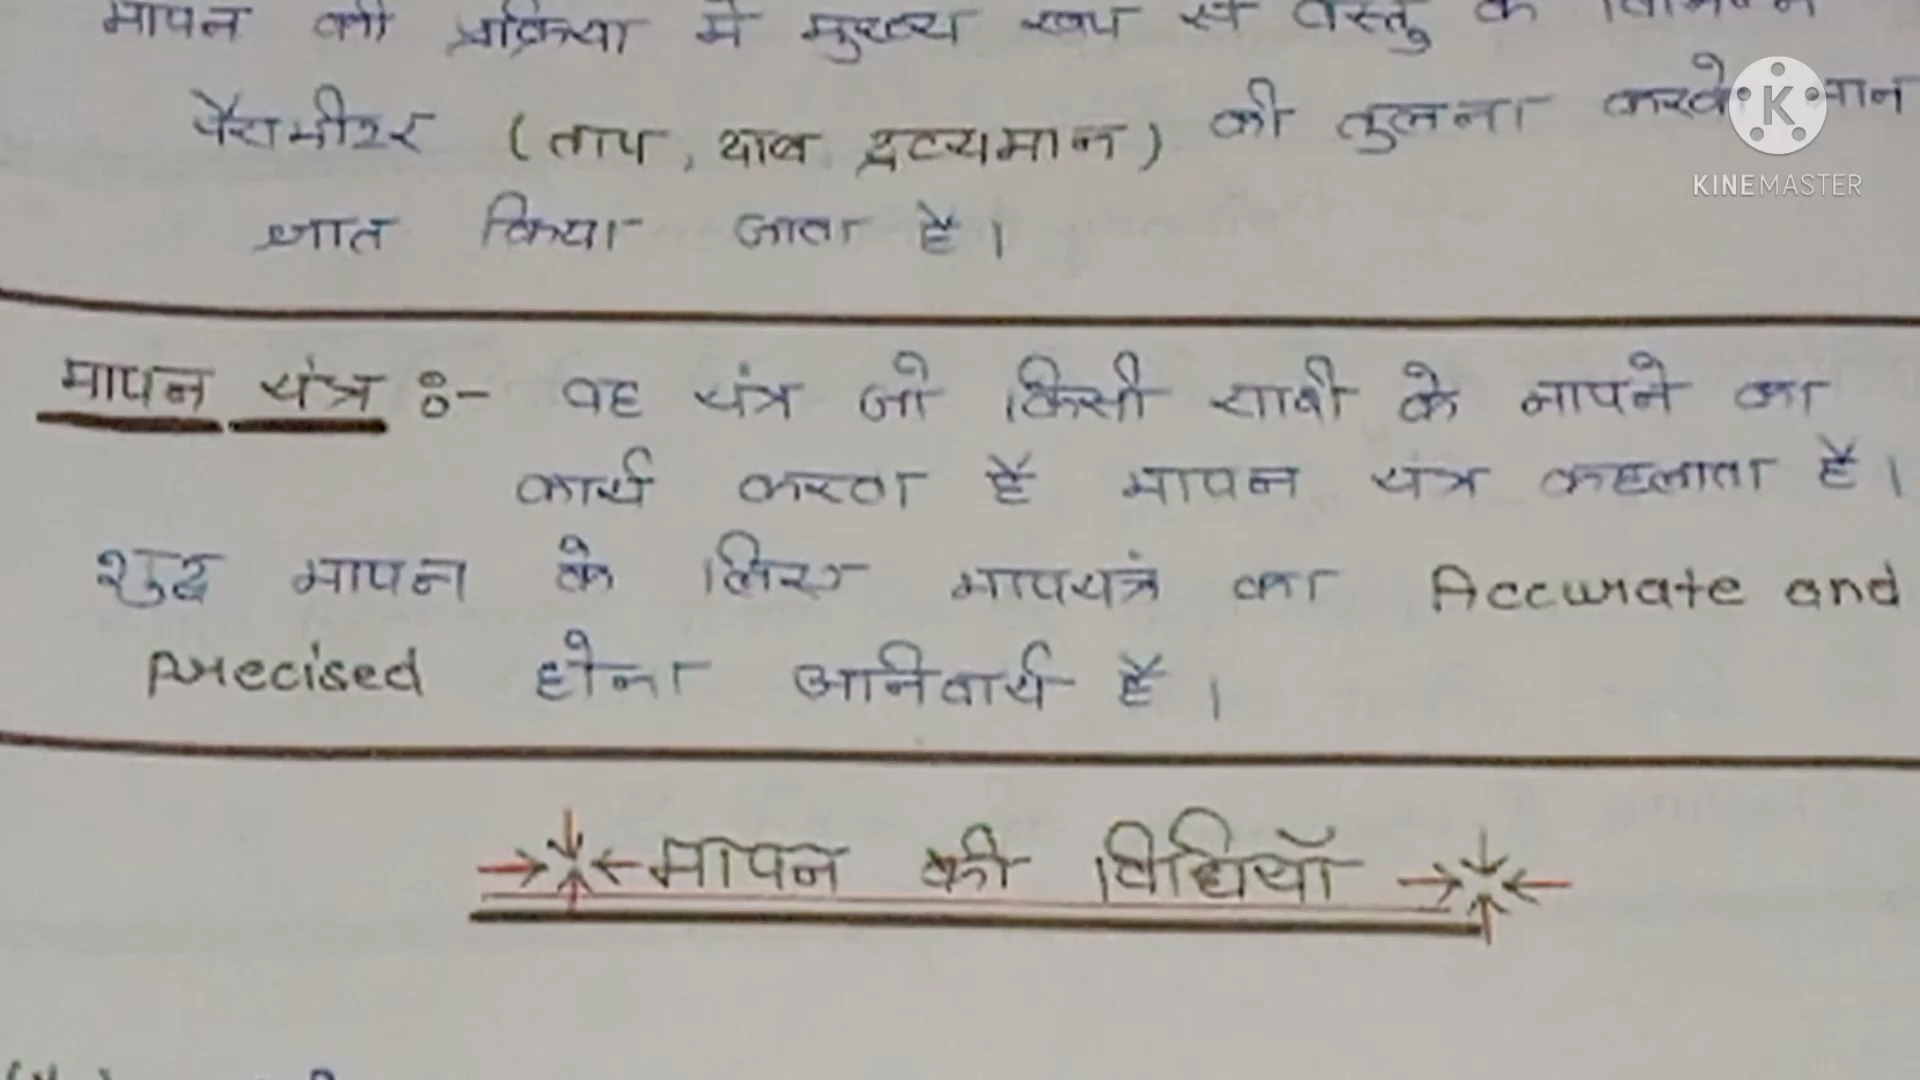 मापन की प्रक्रिया में मुख्य रूप से वस्तु के विभिन्न
पैरामीटर (ताप, दाब द्रव्यमान) की तुलना करके मान
ज्ञात किया जाता है।
मापन यंत्र :- वह यंत्र जो किसी राशी के नापने का
कार्य करता है मापन यंत्र कहलाता है।
शुद्ध मापन के लिए मापयत्रं का Accurate and
precised होना अनिवार्य है।
मापन की विधियाँ
KINEMASTER